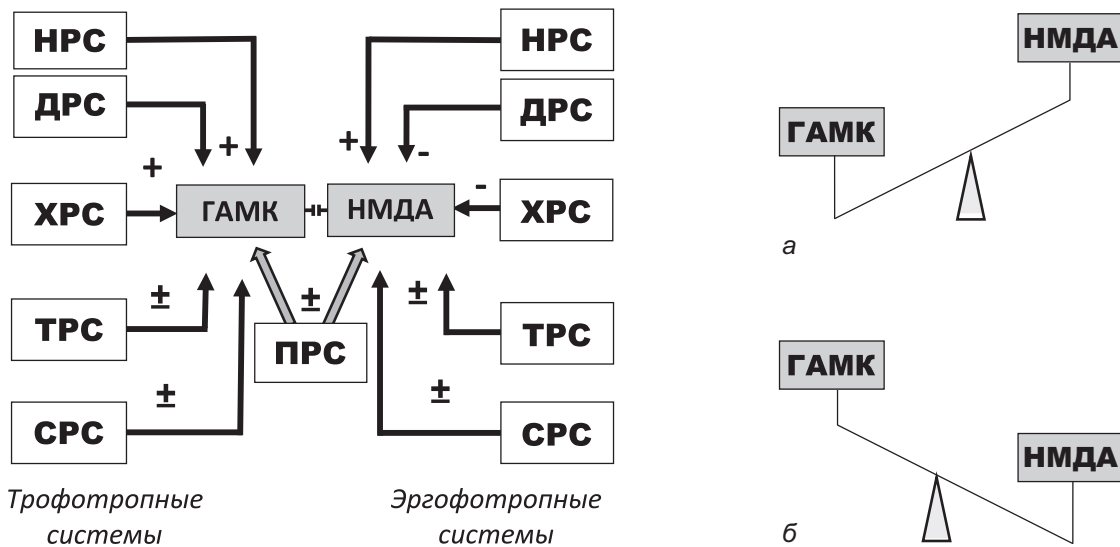 НРС
ДРС
+
+
ХРС
ГАМК
ТРС
±
СРС
±
Трофотропные
системы
НРС
ДРС
+
-
ХРС
-
НМДА
ТРС
±
СРС
±
ПРС
±
Эргофотропные
системы
НМДА
ГАМК
а
ГАМК
НМДА
б